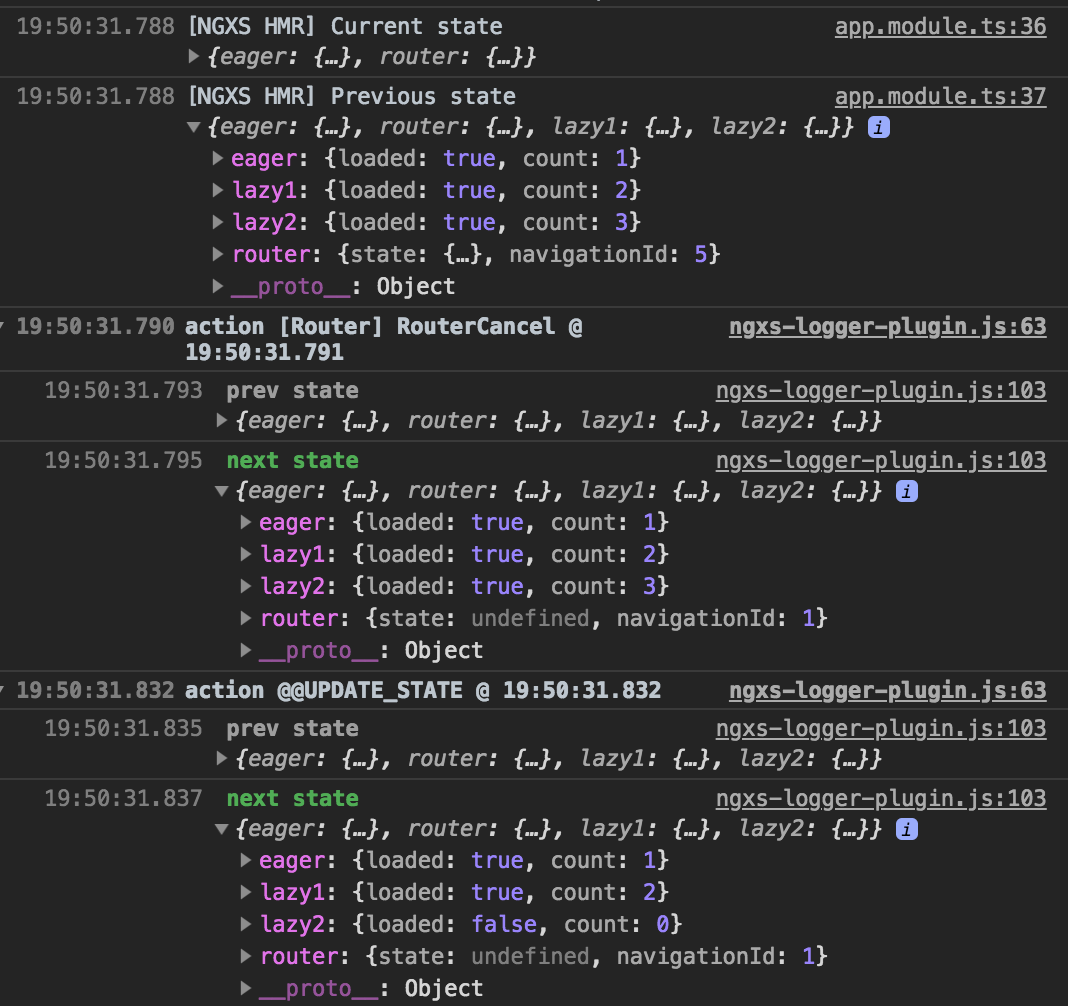 19:50:31.788 [NGXS HMR] Current state app.module.ts:36
▶{eager: {…}, router: {…}}
19:50:31.788 [NGXS HMR] Previous state app.module.ts:37
▼{eager: {…}, router: {…}, lazy1: {…}, lazy2: {…}} i
▶eager: {loaded: true, count: 1}
▶lazy1: {loaded: true, count: 2}
▶lazy2: {loaded: true, count: 3}
▶router: {state: {…}, navigationId: 5}
▶__proto__: Object
19:50:31.790 action [Router] RouterCancel @ ngxs-logger-plugin.js:63
19:50:31.791
19:50:31.793 prev state ngxs-logger-plugin.js:103
▶{eager: {…}, router: {…}, lazy1: {…}, lazy2: {…}}
19:50:31.795 next state ngxs-logger-plugin.js:103
▼{eager: {…}, router: {…}, lazy1: {…}, lazy2: {…}} i
▶eager: {loaded: true, count: 1}
▶lazy1: {loaded: true, count: 2}
▶lazy2: {loaded: true, count: 3}
▶router: {state: undefined, navigationId: 1}
▶__proto__: Object
19:50:31.832 action @@UPDATE_STATE @ 19:50:31.832 ngxs-logger-plugin.js:63
19:50:31.835 prev state ngxs-logger-plugin.js:103
▶{eager: {…}, router: {…}, lazy1: {…}, lazy2: {…}}
19:50:31.837 next state ngxs-logger-plugin.js:103
▼{eager: {…}, router: {…}, lazy1: {…}, lazy2: {…}} i
▶eager: {loaded: true, count: 1}
▶lazy1: {loaded: true, count: 2}
▶lazy2: {loaded: false, count: 0}
▶router: {state: undefined, navigationId: 1}
▶__proto__: Object